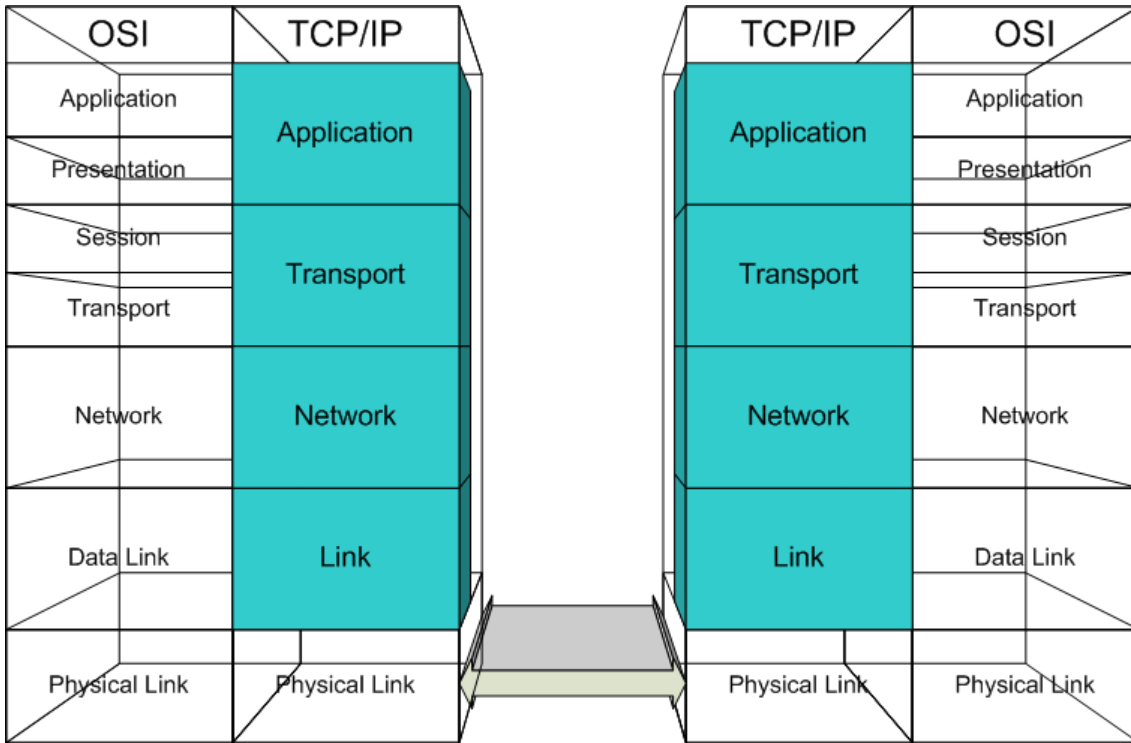 OSI TCP/IP TCP/IP OSI
Application Application Application Application
Presentation Presentation
Session Session
Transport Transport Transport Transport
Network Network Network Network
Data Link Link Link Data Link
Physical Link Physical Link Physical Link Physical Link